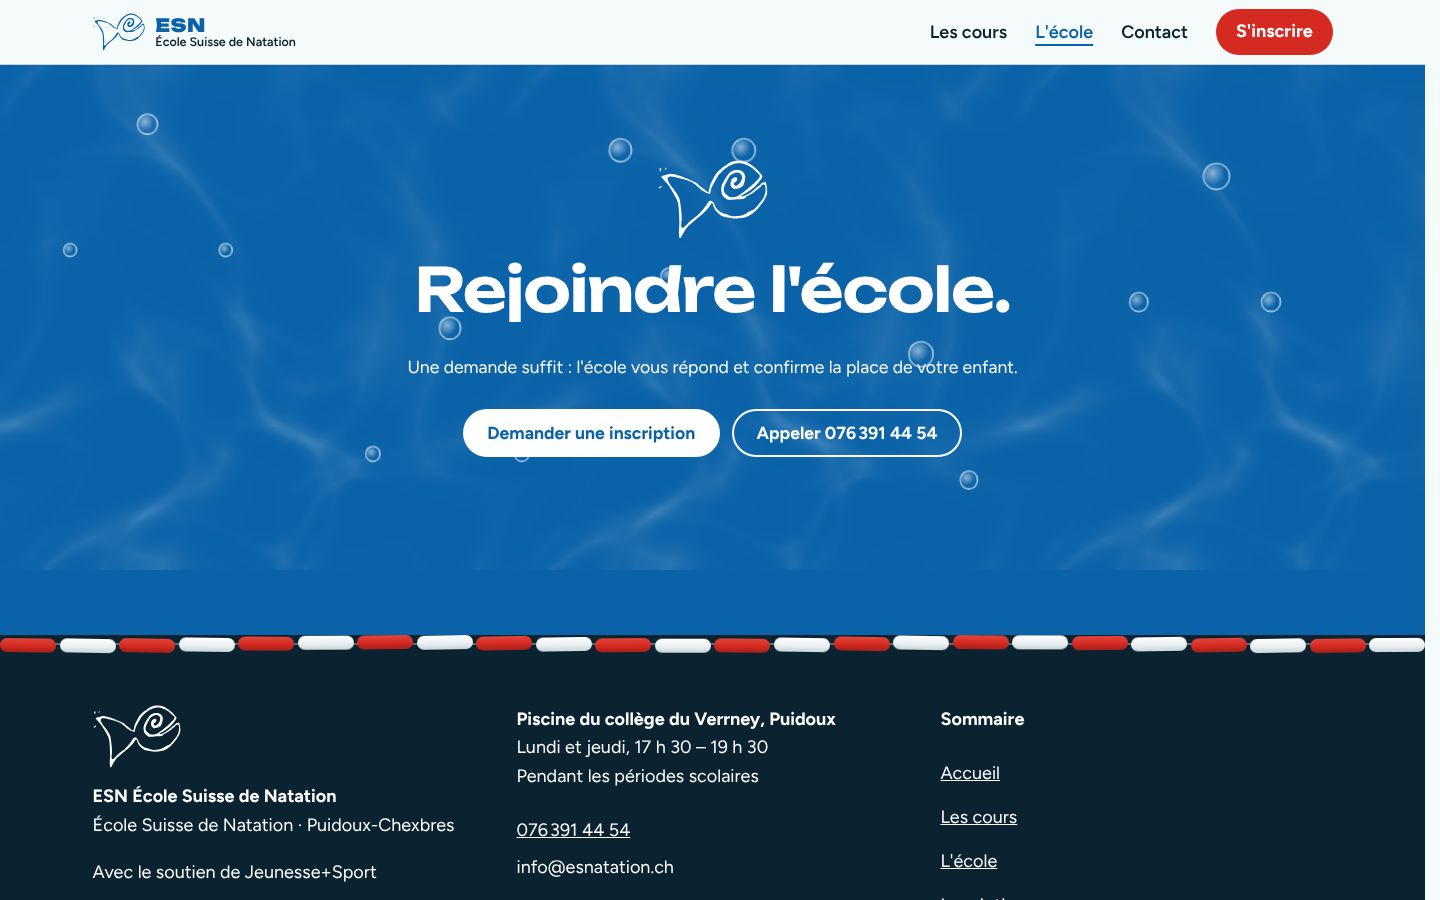 ESN
École Suisse de Natation
Les cours
L'école
Contact
S'inscrire
Rejoindre l'école.
Une demande suffit : l'école vous répond et confirme la place de votre enfant.
Demander une inscription
Appeler 076 391 44 54
ESN École Suisse de Natation
École Suisse de Natation · Puidoux-Chexbres
Avec le soutien de Jeunesse+Sport
Piscine du collège du Verrney, Puidoux
Lundi et jeudi, 17 h 30 – 19 h 30
Pendant les périodes scolaires
076 391 44 54
info@esnatation.ch
Sommaire
Accueil
Les cours
L'école